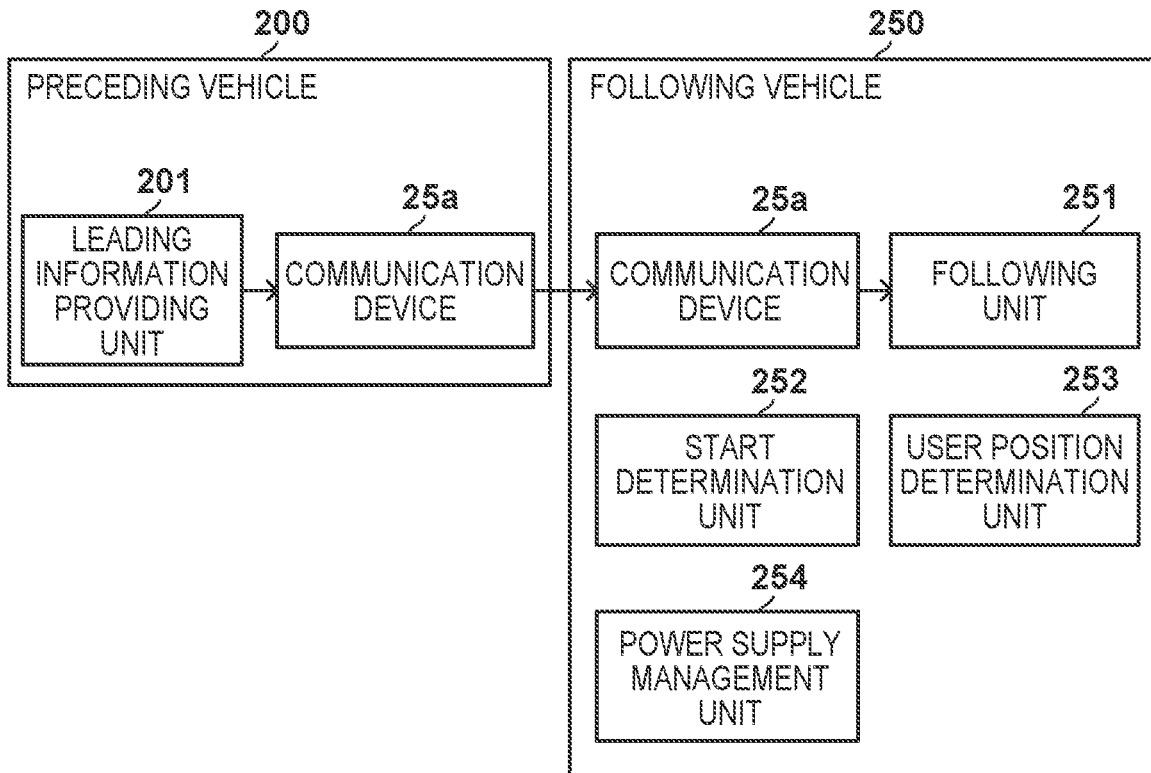 200
PRECEDING VEHICLE
201
LEADING
INFORMATION
PROVIDING
UNIT
25a
COMMUNICATION
DEVICE
250
FOLLOWING VEHICLE
25a
COMMUNICATION
DEVICE
251
FOLLOWING
UNIT
252
START
DETERMINATION
UNIT
253
USER POSITION
DETERMINATION
UNIT
254
POWER SUPPLY
MANAGEMENT
UNIT